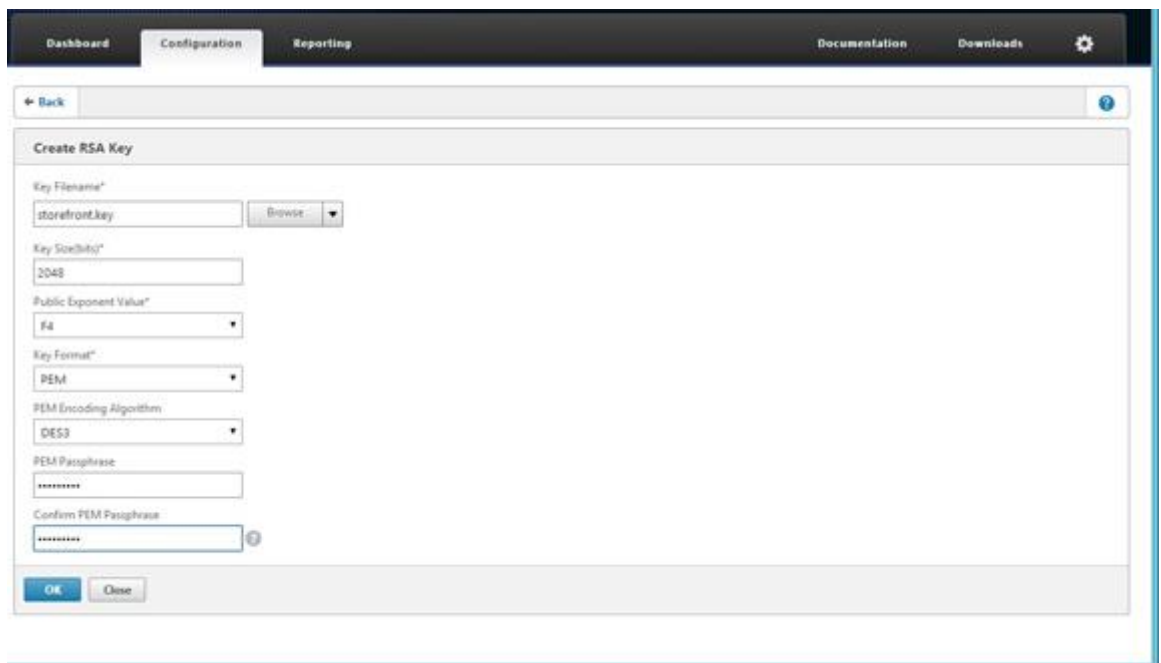 Dashboard Configuration Reporting Documentation Downloads
Back
Create RSA Key
Key Filename*
storefront.key Browse
Key Size(bits)*
2048
Public Exponent Value*
F4
Key Format*
PEM
PEM Encoding Algorithm
DES3
PEM Passphrase
•••••••••
Confirm PEM Passphrase
•••••••••
OK Close